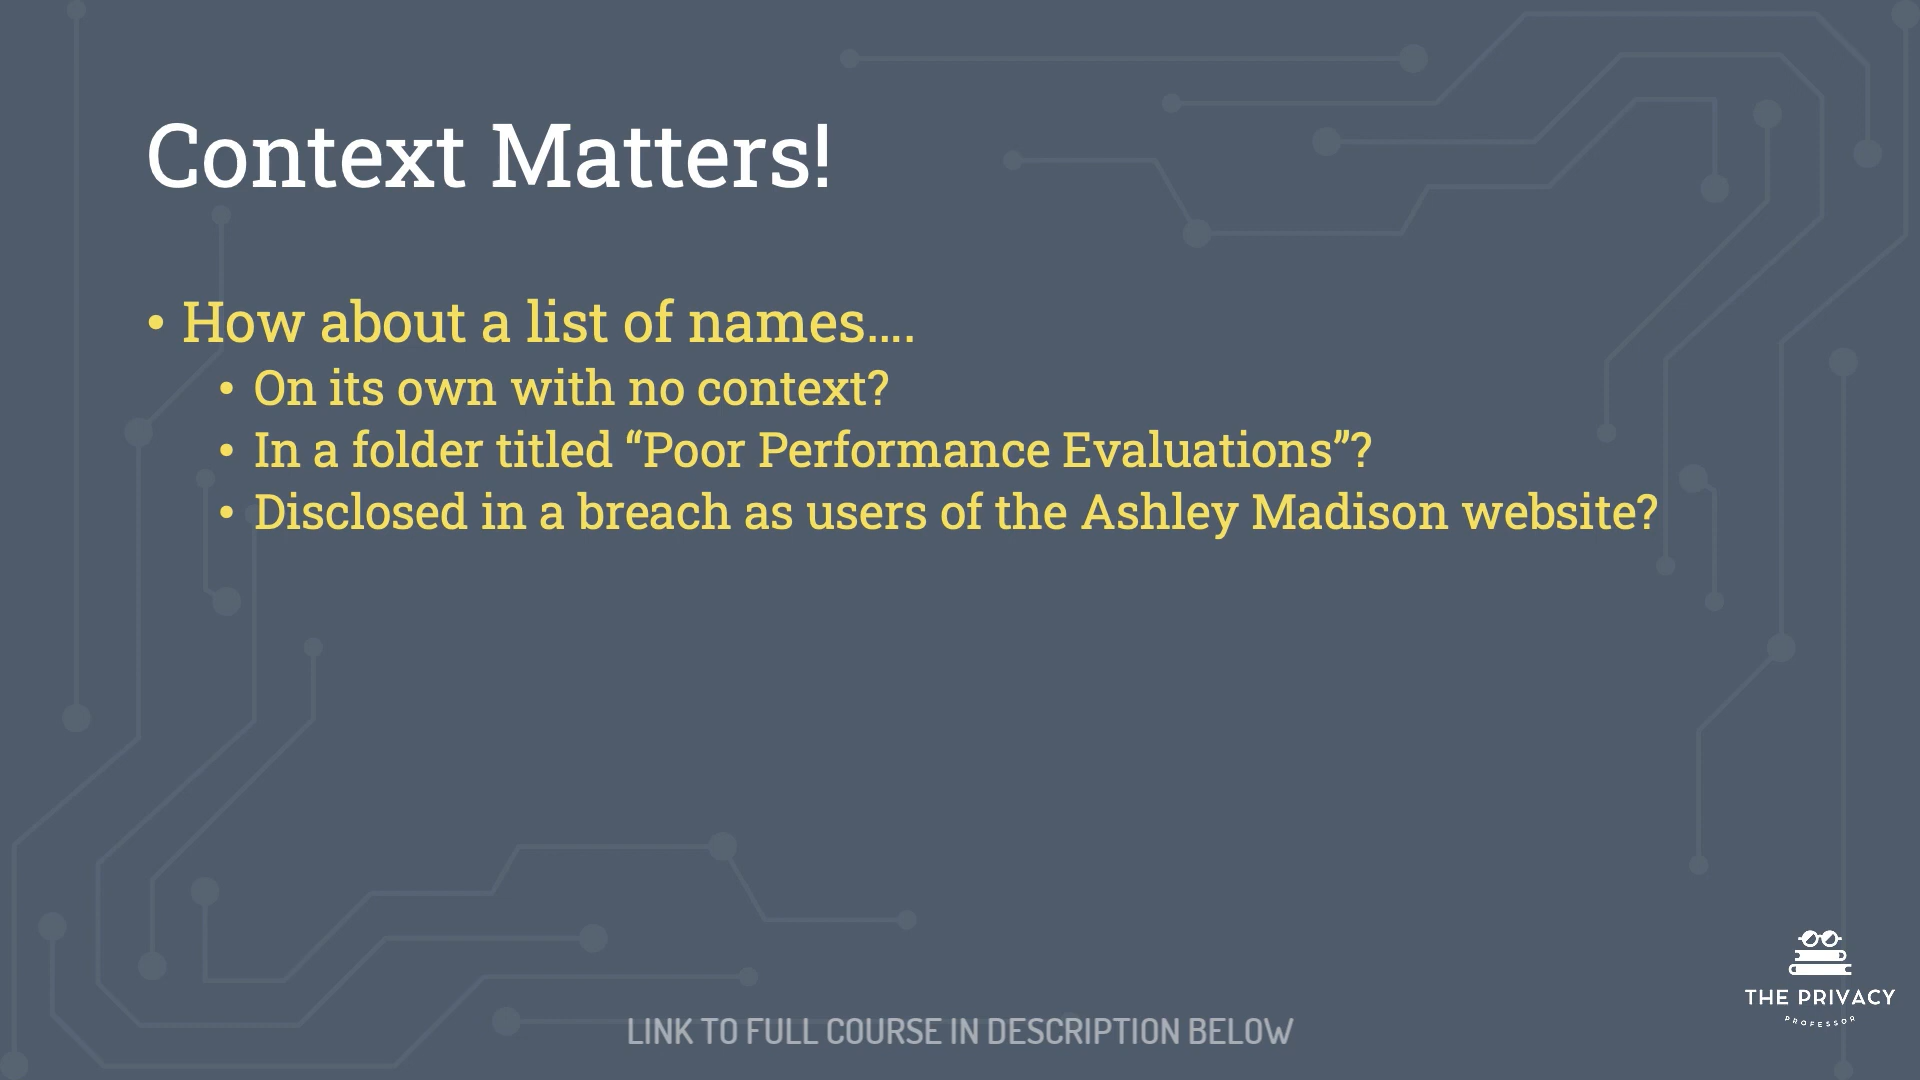 Context Matters!
• How about a list of names....
• On its own with no context?
• In a folder titled “Poor Performance Evaluations”?
• Disclosed in a breach as users of the Ashley Madison website?
THE PRIVACY
PROFESSOR
LINK TO FULL COURSE IN DESCRIPTION BELOW